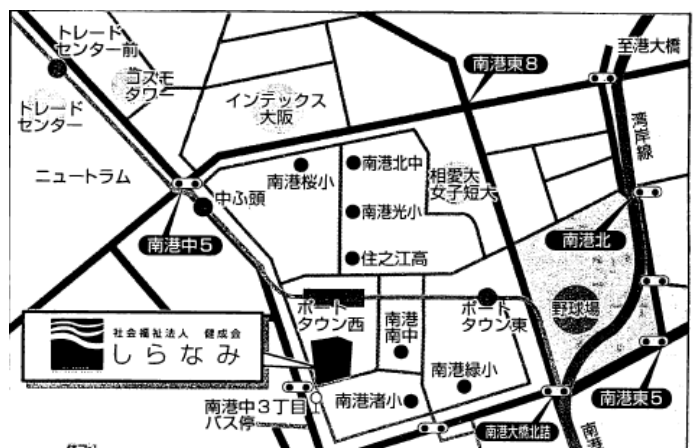 トレード
センター前
コスモ
タワー
トレード
センター
インテックス
大阪
南港東8
至港大橋
湾岸線
ニュートラム
南港桜小
南港北中
相愛大
女子短大
中ふ頭
南港光小
南港中5
住之江高
南港北
ポート
タウン西
南港
南中
ポート
タウン東
野球場
社会福祉法人 健成会
しらなみ
南港緑小
南港中3丁目
バス停
南港渚小
南港大橋北詰
南港東5
南港